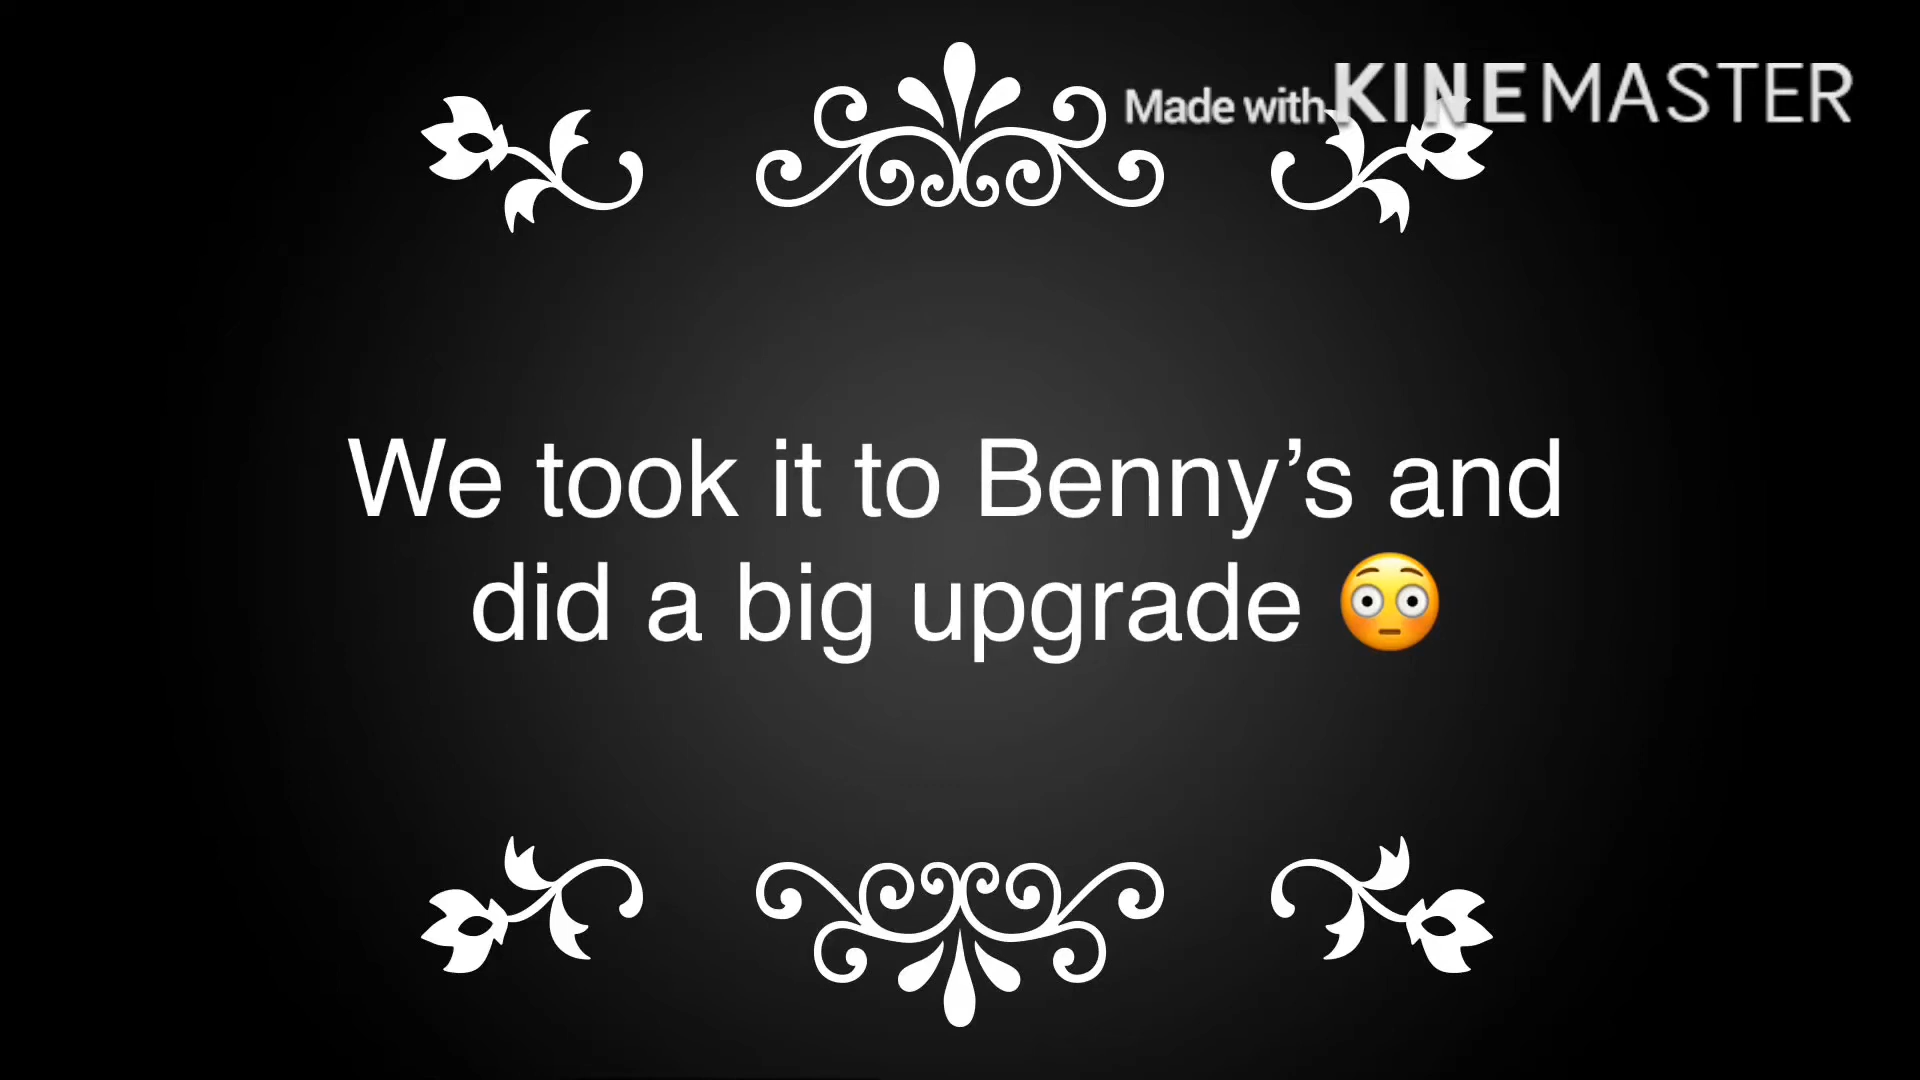 Made with KINEMASTER
We took it to Benny’s and
did a big upgrade 😳